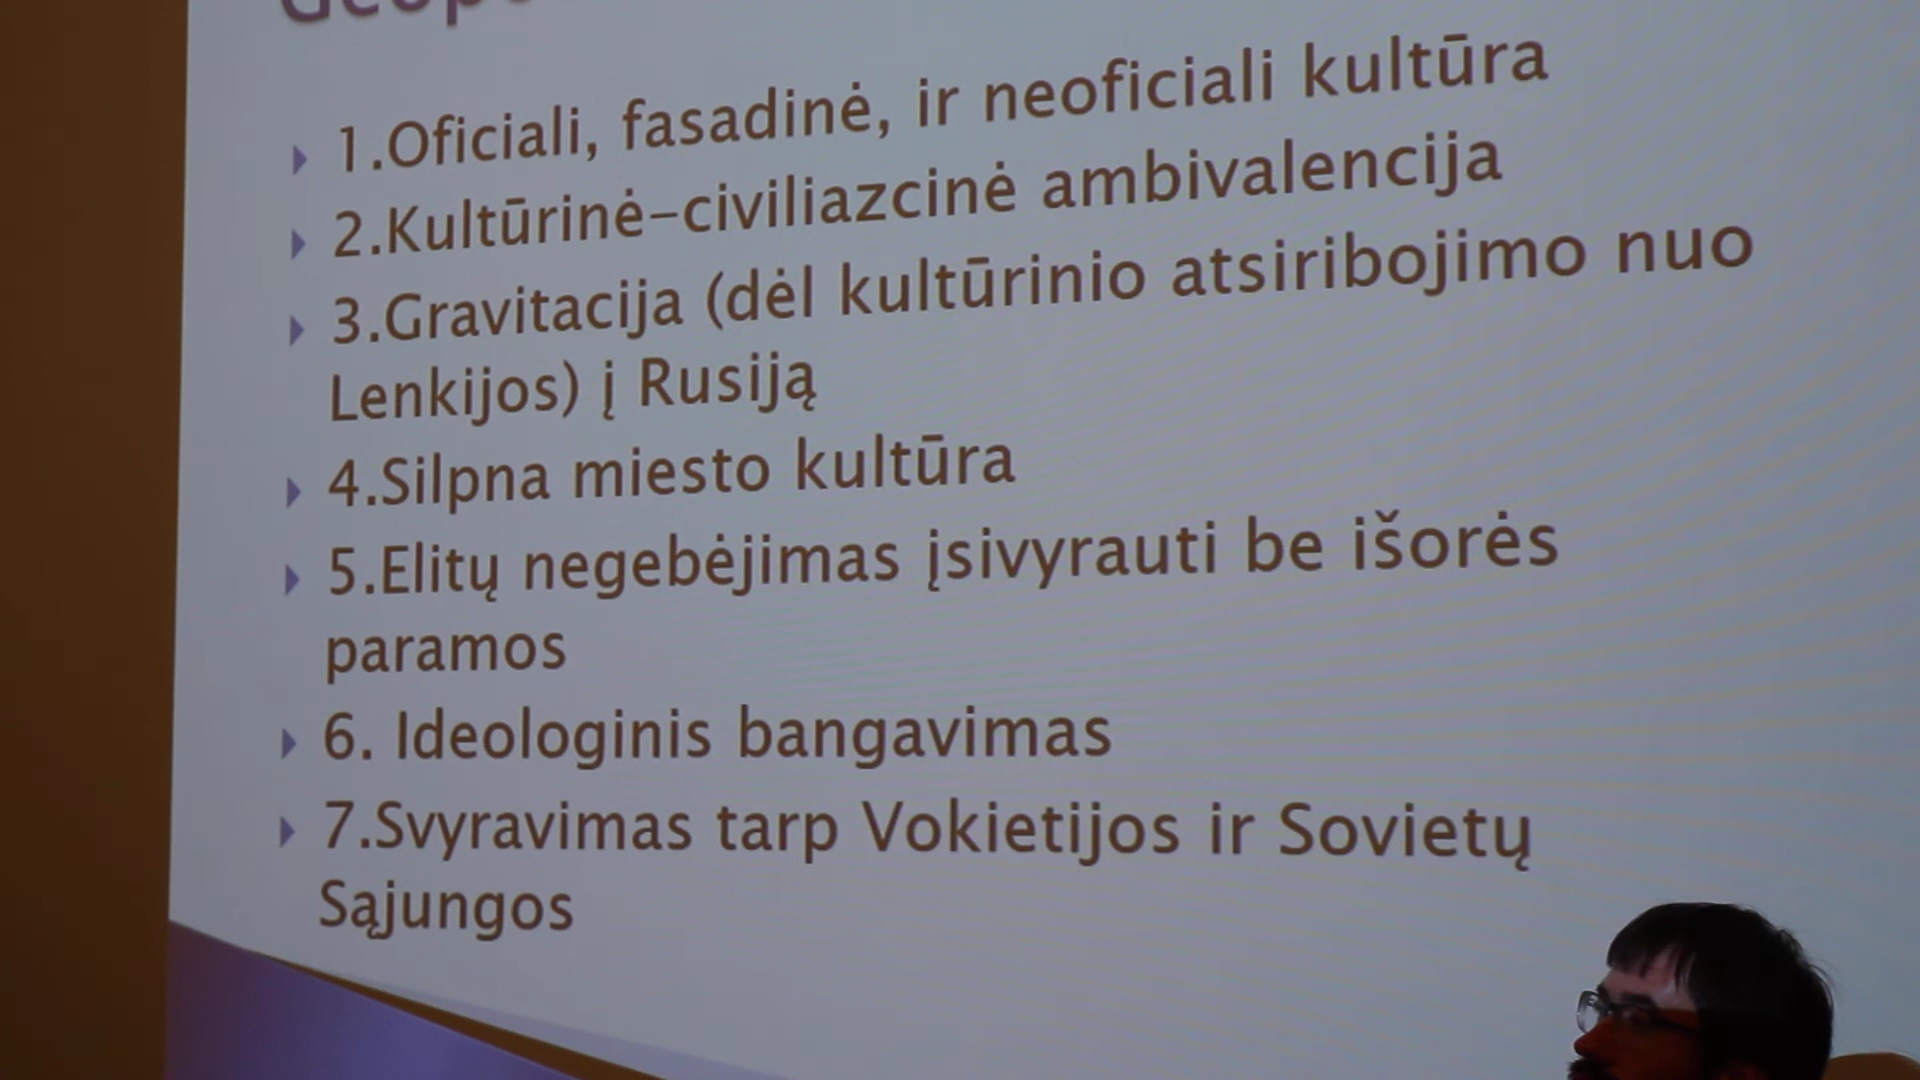 1.Oficiali, fasadinė, ir neoficiali kultūra
2.Kultūrinė-civiliazcinė ambivalencija
3.Gravitacija (dėl kultūrinio atsiribojimo nuo
Lenkijos) į Rusiją
4.Silpna miesto kultūra
5.Elitų negebėjimas įsivyrauti be išorės
paramos
6. Ideologinis bangavimas
7.Svyravimas tarp Vokietijos ir Sovietų
Sąjungos